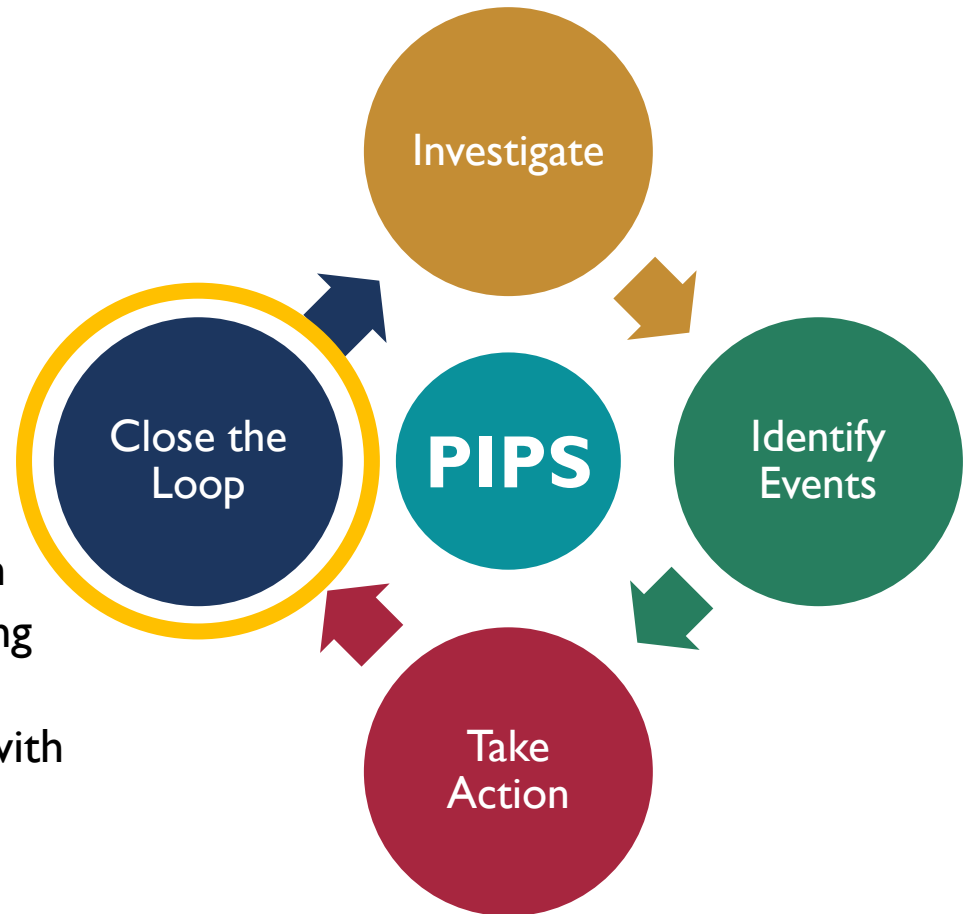 Investigate
Close the
Loop
PIPS
Identify
Events
Take
Action